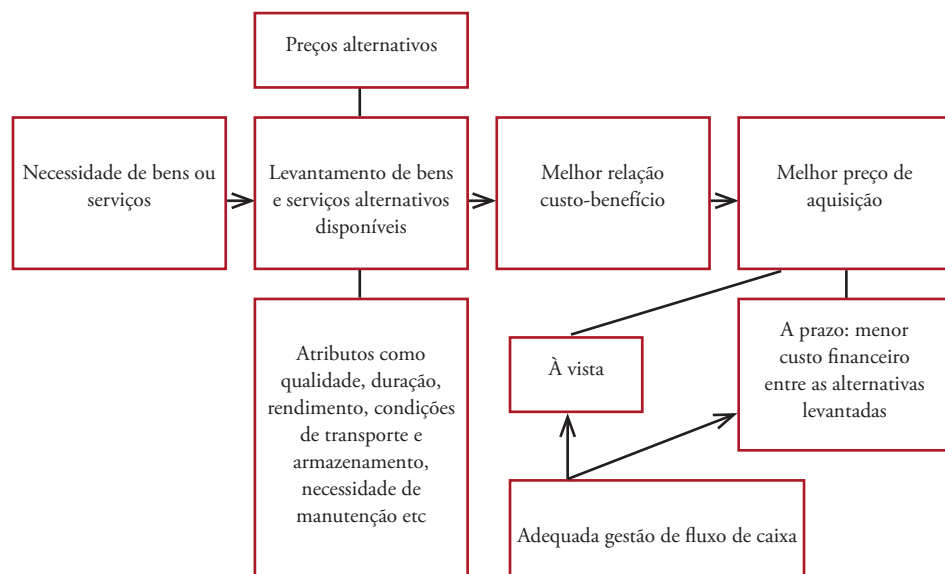 Preços alternativos
Necessidade de bens ou
serviços
Levantamento de bens
e serviços alternativos
disponíveis
Melhor relação
custo-benefício
Melhor preço de
aquisição
Atributos como
qualidade, duração,
rendimento, condições
de transporte e
armazenamento,
necessidade de
manutenção etc
À vista
A prazo: menor
custo financeiro
entre as alternativas
levantadas
Adequada gestão de fluxo de caixa